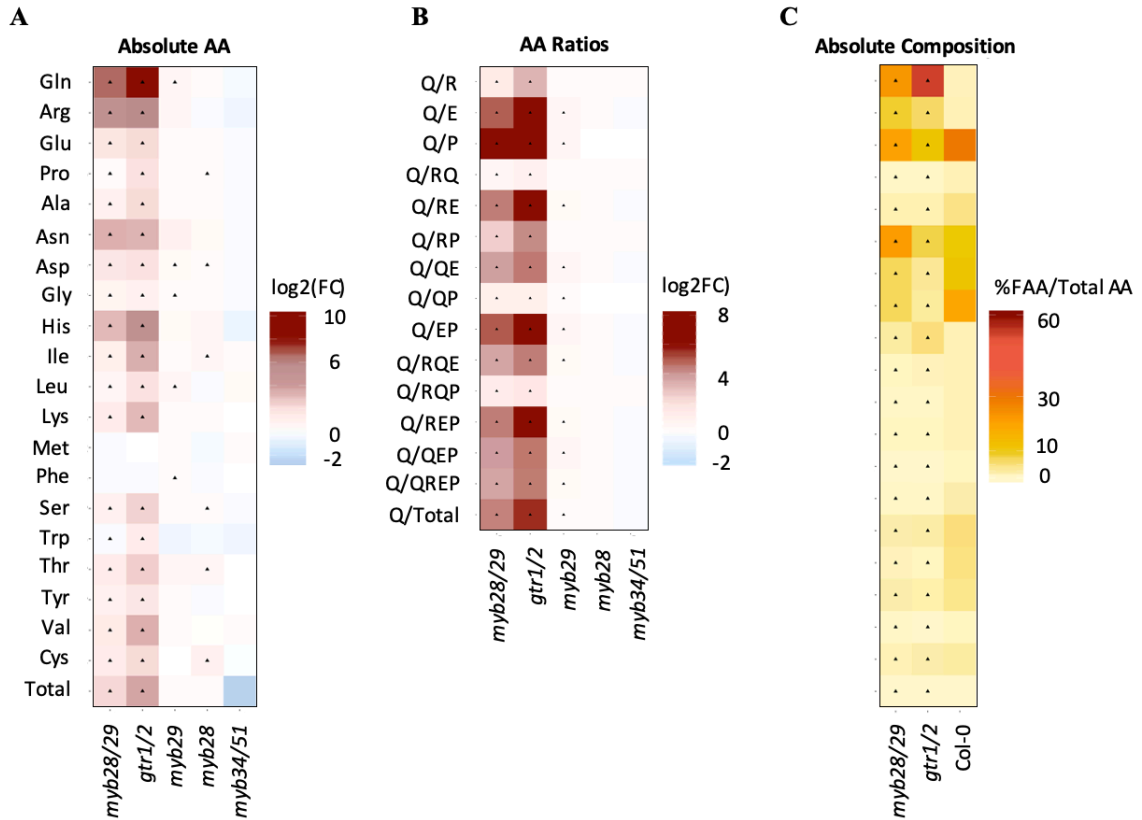 A
Absolute AA
Gln
Arg
Glu
Pro
Ala
Asn
Asp
Gly
His
Ile
Leu
Lys
Met
Phe
Ser
Trp
Thr
Tyr
Val
Cys
Total
myb28/29
gtr1/2
myb29
myb28
myb34/51
log2(FC)
10
6
0
-2
B
AA Ratios
Q/R
Q/E
Q/P
Q/RQ
Q/RE
Q/RP
Q/QE
Q/QP
Q/EP
Q/RQE
Q/RQP
Q/REP
Q/QEP
Q/QREP
Q/Total
myb28/29
gtr1/2
myb29
myb28
myb34/51
log2FC)
8
4
0
-2
C
Absolute Composition
myb28/29
gtr1/2
Col-0
%FAA/Total AA
60
30
10
0